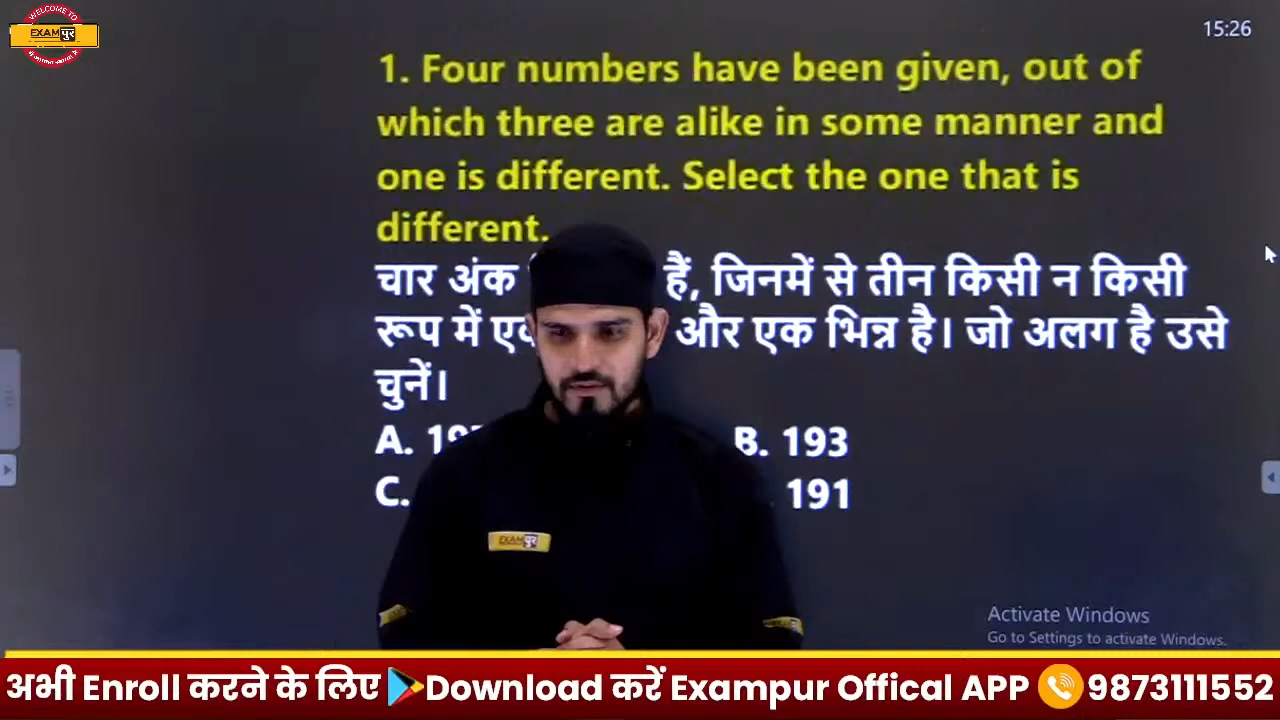 WELCOME TO
EXAMपुर
15:26
1. Four numbers have been given, out of
which three are alike in some manner and
one is different. Select the one that is
different.
चार अंक हैं, जिनमें से तीन किसी न किसी
रूप में और एक भिन्न है। जो अलग है उसे
चुनें।
A. B. 193
C. 191
EXAMपुर
Activate Windows
Go to Settings to activate Windows.
अभी Enroll करने के लिए Download करें Exampur Offical APP 9873111552